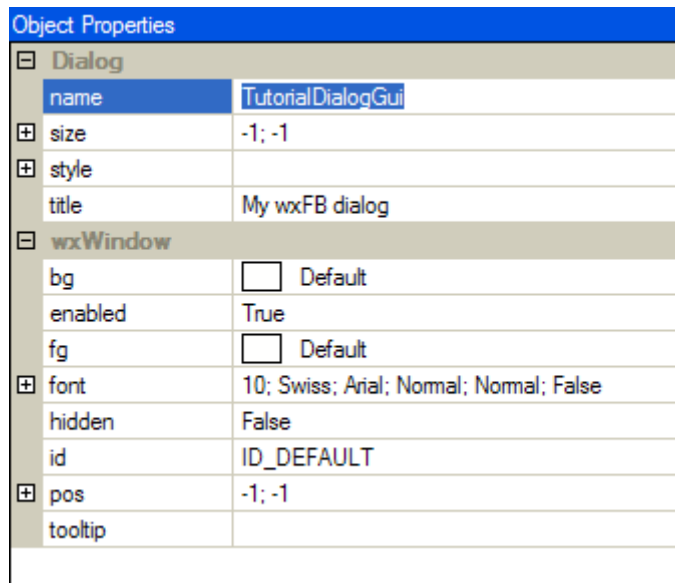 Object Properties
Dialog
name TutorialDialogGui
size -1; -1
style
title My wxFB dialog
wxWindow
bg Default
enabled True
fg Default
font 10; Swiss; Arial; Normal; Normal; False
hidden False
id ID_DEFAULT
pos -1; -1
tooltip